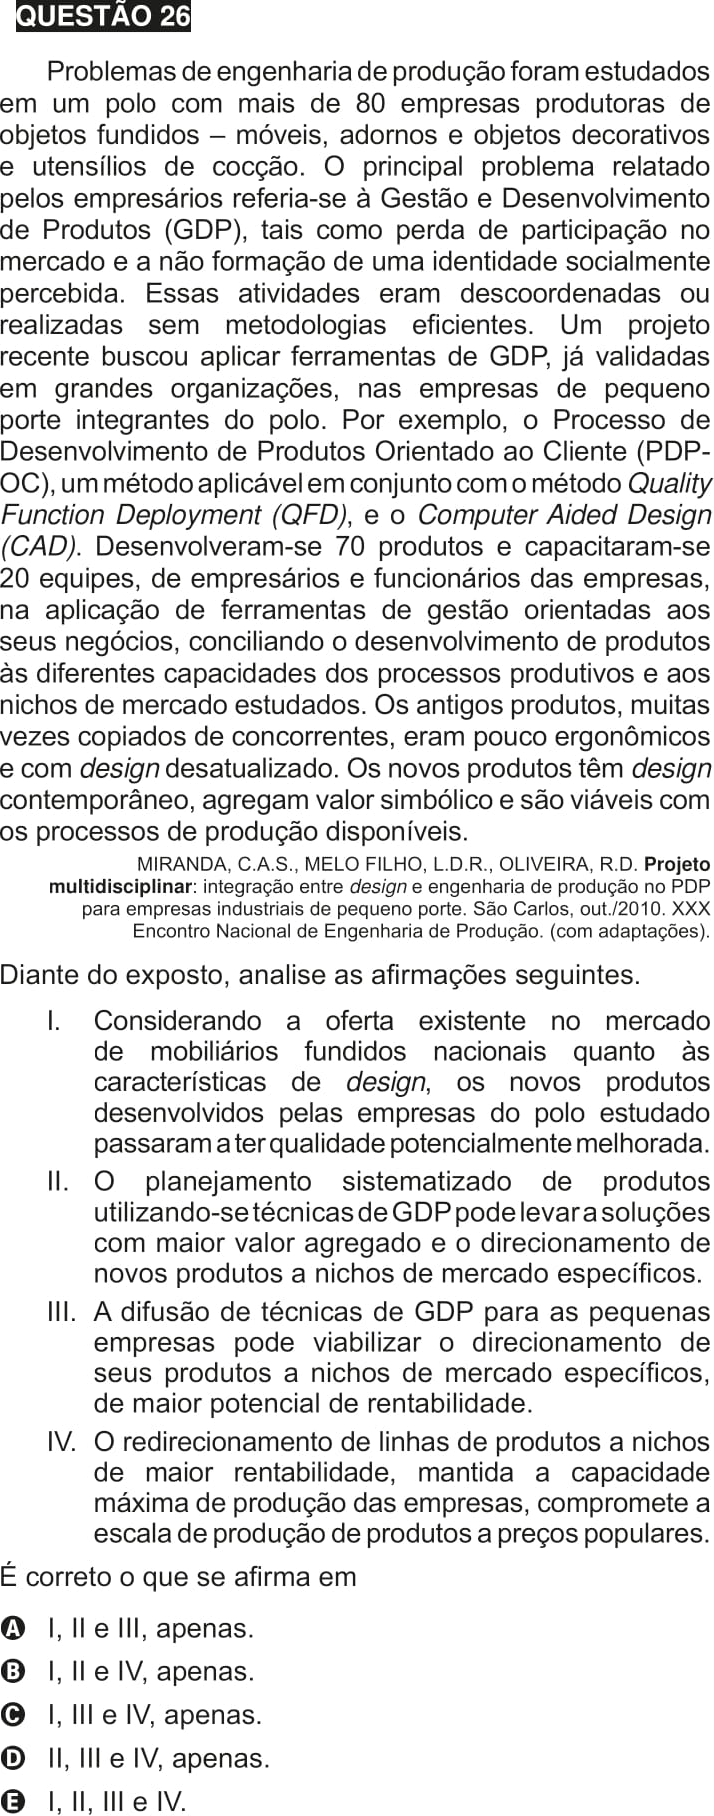 QUESTÃO 26
Problemas de engenharia de produção foram estudados
em um polo com mais de 80 empresas produtoras de
objetos fundidos – móveis, adornos e objetos decorativos
e utensílios de cocção. O principal problema relatado
pelos empresários referia-se à Gestão e Desenvolvimento
de Produtos (GDP), tais como perda de participação no
mercado e a não formação de uma identidade socialmente
percebida. Essas atividades eram descoordenadas ou
realizadas sem metodologias eficientes. Um projeto
recente buscou aplicar ferramentas de GDP, já validadas
em grandes organizações, nas empresas de pequeno
porte integrantes do polo. Por exemplo, o Processo de
Desenvolvimento de Produtos Orientado ao Cliente (PDP-
OC), um método aplicável em conjunto com o método Quality
Function Deployment (QFD), e o Computer Aided Design
(CAD). Desenvolveram-se 70 produtos e capacitaram-se
20 equipes, de empresários e funcionários das empresas,
na aplicação de ferramentas de gestão orientadas aos
seus negócios, conciliando o desenvolvimento de produtos
às diferentes capacidades dos processos produtivos e aos
nichos de mercado estudados. Os antigos produtos, muitas
vezes copiados de concorrentes, eram pouco ergonômicos
e com design desatualizado. Os novos produtos têm design
contemporâneo, agregam valor simbólico e são viáveis com
os processos de produção disponíveis.
MIRANDA, C.A.S., MELO FILHO, L.D.R., OLIVEIRA, R.D. Projeto
multidisciplinar: integração entre design e engenharia de produção no PDP
para empresas industriais de pequeno porte. São Carlos, out./2010. XXX
Encontro Nacional de Engenharia de Produção. (com adaptações).
Diante do exposto, analise as afirmações seguintes.
I. Considerando a oferta existente no mercado
de mobiliários fundidos nacionais quanto às
características de design, os novos produtos
desenvolvidos pelas empresas do polo estudado
passaram a ter qualidade potencialmente melhorada.
II. O planejamento sistematizado de produtos
utilizando-se técnicas de GDP pode levar a soluções
com maior valor agregado e o direcionamento de
novos produtos a nichos de mercado específicos.
III. A difusão de técnicas de GDP para as pequenas
empresas pode viabilizar o direcionamento de
seus produtos a nichos de mercado específicos,
de maior potencial de rentabilidade.
IV. O redirecionamento de linhas de produtos a nichos
de maior rentabilidade, mantida a capacidade
máxima de produção das empresas, compromete a
escala de produção de produtos a preços populares.
É correto o que se afirma em
A I, II e III, apenas.
B I, II e IV, apenas.
C I, III e IV, apenas.
D II, III e IV, apenas.
E I, II, III e IV.